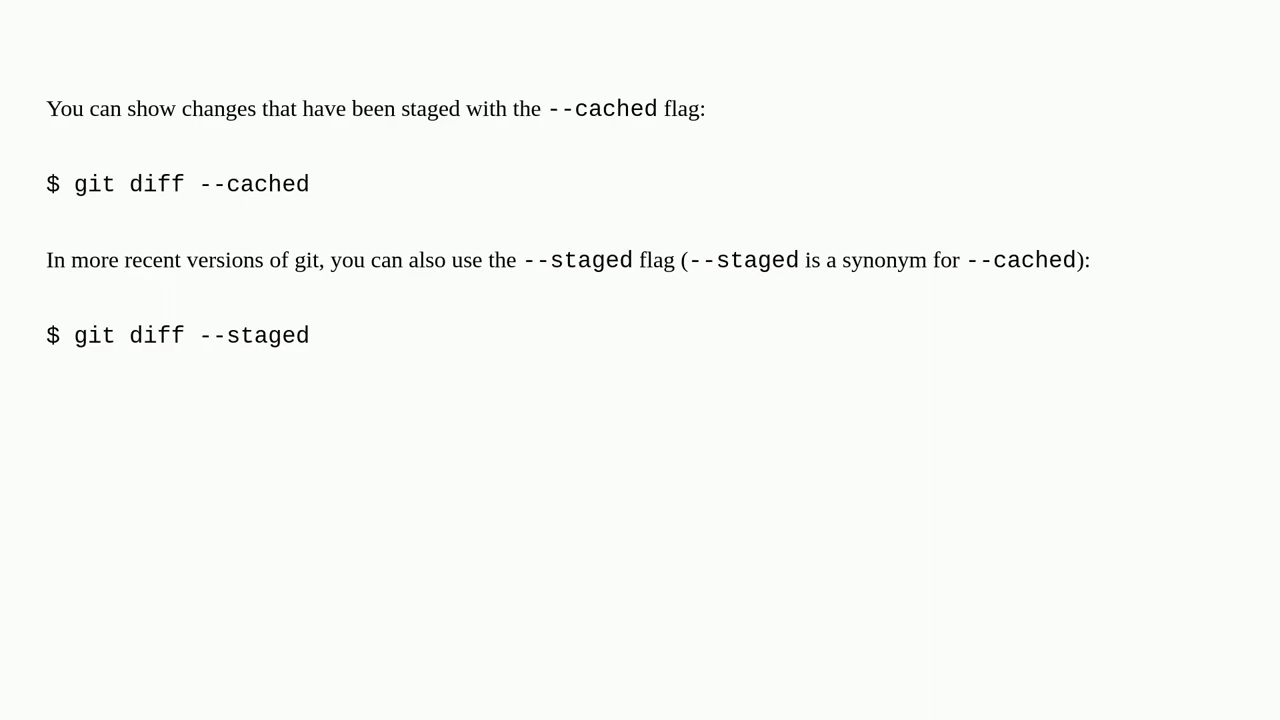 You can show changes that have been staged with the --cached flag:
$ git diff --cached
In more recent versions of git, you can also use the --staged flag (--staged is a synonym for --cached):
$ git diff --staged